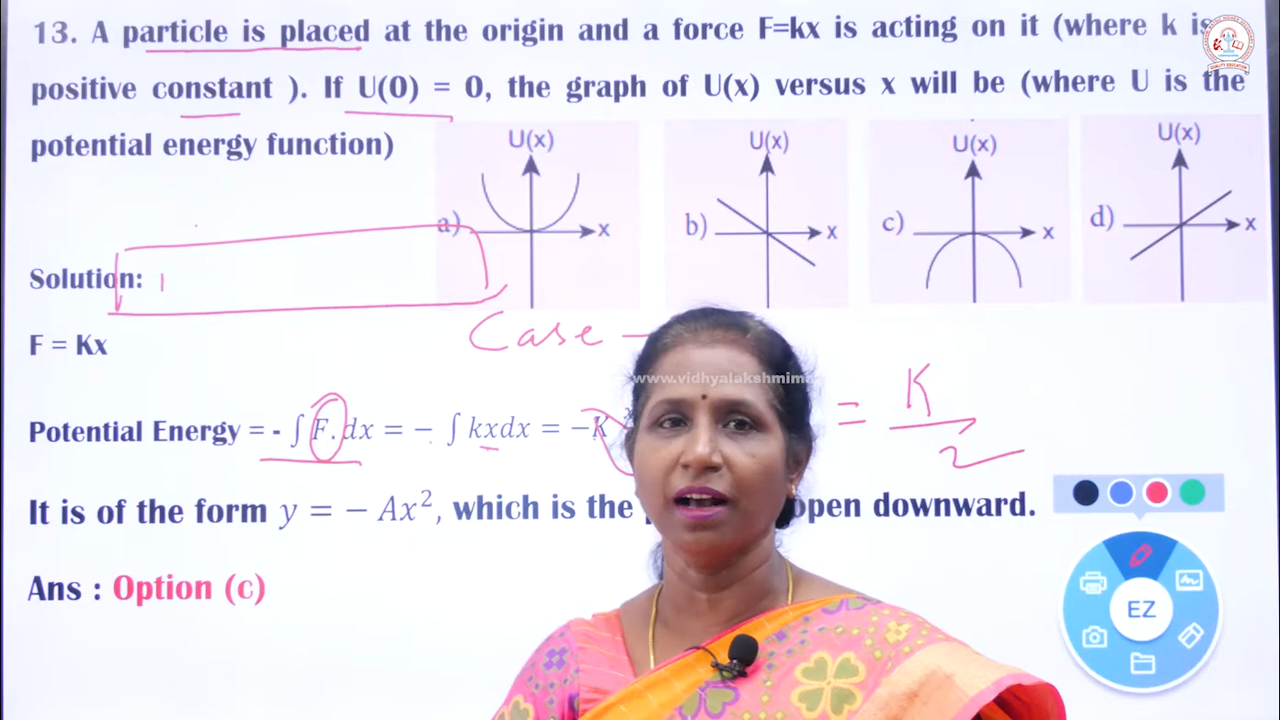 13. A particle is placed at the origin and a force F=kx is acting on it (where k is
positive constant ). If U(0) = 0, the graph of U(x) versus x will be (where U is the
potential energy function)
U(x)
a)
x
U(x)
b)
x
U(x)
c)
x
U(x)
d)
x
Solution:
F = Kx
Case –
Potential Energy = - ∫ F. dx = − ∫ kxdx = −K
= K/2
It is of the form y = − Ax², which is the open downward.
Ans : Option (c)
www.vidhyalakshmima
EZ